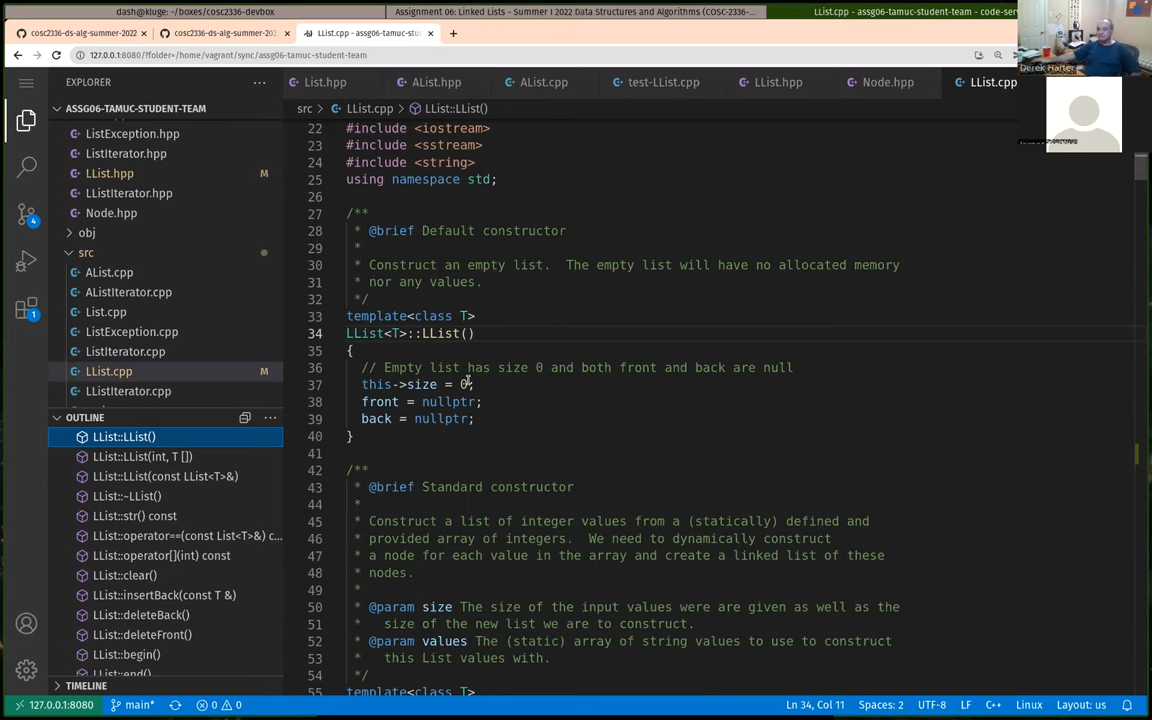 dash@kluge: ~/boxes/cosc2336-devbox
Assignment 06: Linked Lists - Summer I 2022 Data Structures and Algorithms (COSC-2336-...
LList.cpp - assg06-tamuc-student-team - code-serv
cosc2336-ds-alg-summer-2022
cosc2336-ds-alg-summer-202
LList.cpp - assg06-tamuc-stude
127.0.0.1:8080/?folder=/home/vagrant/sync/assg06-tamuc-student-team
Derek Harter
EXPLORER
List.hpp
AList.hpp
AList.cpp
test-LList.cpp
LList.hpp
Node.hpp
LList.cpp
ASSG06-TAMUC-STUDENT-TEAM
src > LList.cpp > LList::LList()
ListException.hpp
ListIterator.hpp
LList.hpp M
LListIterator.hpp
Node.hpp
obj
src
AList.cpp
AListIterator.cpp
List.cpp
ListException.cpp
ListIterator.cpp
LList.cpp M
LListIterator.cpp
OUTLINE
LList::LList()
LList::LList(int, T [])
LList::LList(const LList<T>&)
LList::~LList()
LList::str() const
LList::operator==(const List<T>&) c...
LList::operator[](int) const
LList::clear()
LList::insertBack(const T &)
LList::deleteBack()
LList::deleteFront()
LList::begin()
LList::end()
TIMELINE
4
1
22 #include <iostream>
23 #include <sstream>
24 #include <string>
25 using namespace std;
26
27 /**
28 * @brief Default constructor
29 *
30 * Construct an empty list.  The empty list will have no allocated memory
31 * nor any values.
32 */
33 template<class T>
34 LList<T>::LList()
35 {
36 // Empty list has size 0 and both front and back are null
37 this->size = 0;
38 front = nullptr;
39 back = nullptr;
40 }
41
42 /**
43 * @brief Standard constructor
44 *
45 * Construct a list of integer values from a (statically) defined and
46 * provided array of integers.  We need to dynamically construct
47 * a node for each value in the array and create a linked list of these
48 * nodes.
49 *
50 * @param size The size of the input values were are given as well as the
51 * size of the new list we are to construct.
52 * @param values The (static) array of string values to use to construct
53 * this List values with.
54 */
55 template<class T>
127.0.0.1:8080
main*
0 0
Ln 34, Col 11
Spaces: 2
UTF-8
LF
C++
Linux
Layout: us